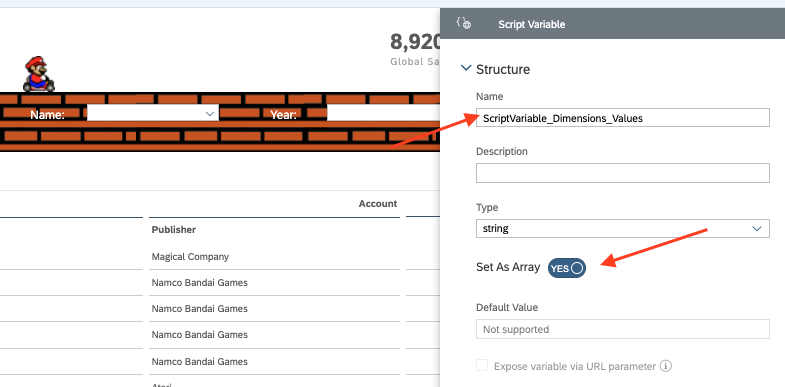 Script Variable
8,920
Global Sa
Name:
Year:
Account
Publisher
Magical Company
Namco Bandai Games
Namco Bandai Games
Namco Bandai Games
Namco Bandai Games
Atari
Structure
Name
ScriptVariable_Dimensions_Values
Description
Type
string
Set As Array YES
Default Value
Not supported
Expose variable via URL parameter